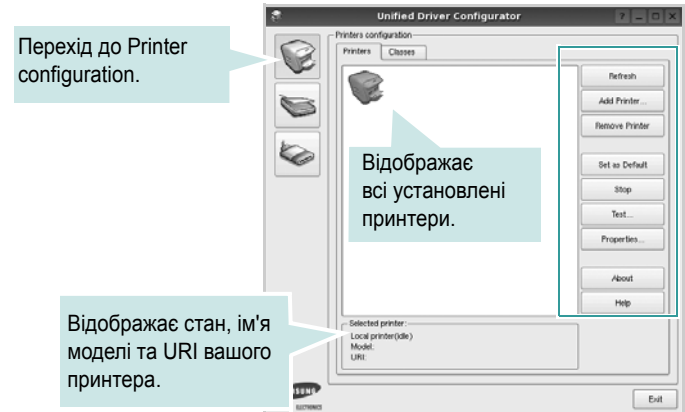 Unified Driver Configurator
Перехід до Printer
configuration.
Printers configuration
Printers
Classes
Refresh
Add Printer...
Remove Printer
Set as Default
Stop
Test...
Properties...
About
Help
Відображає
всі установлені
принтери.
Відображає стан, ім'я
моделі та URI вашого
принтера.
Selected printer:
Local printer(idle)
Model:
URI:
ELECTRONICS
Exit